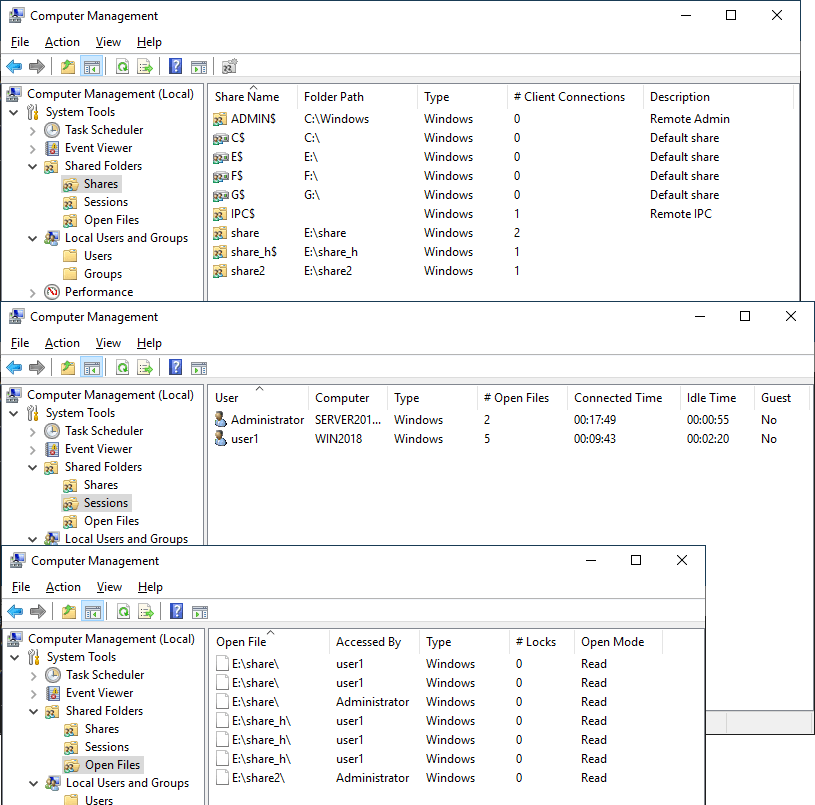 Computer Management
File Action View Help
Computer Management (Local)
System Tools
Task Scheduler
Event Viewer
Shared Folders
Shares
Sessions
Open Files
Local Users and Groups
Users
Groups
Performance
Share Name Folder Path Type # Client Connections Description
ADMIN$ C:\Windows Windows 0 Remote Admin
C$ C:\ Windows 0 Default share
E$ E:\ Windows 0 Default share
F$ F:\ Windows 0 Default share
G$ G:\ Windows 0 Default share
IPC$ Windows 1 Remote IPC
share E:\share Windows 2
share_h$ E:\share_h Windows 1
share2 E:\share2 Windows 1
Computer Management
File Action View Help
Computer Management (Local)
System Tools
Task Scheduler
Event Viewer
Shared Folders
Shares
Sessions
Open Files
Local Users and Groups
User Computer Type # Open Files Connected Time Idle Time Guest
Administrator SERVER201... Windows 2 00:17:49 00:00:55 No
user1 WIN2018 Windows 5 00:09:43 00:02:20 No
Computer Management
File Action View Help
Computer Management (Local)
System Tools
Task Scheduler
Event Viewer
Shared Folders
Shares
Sessions
Open Files
Local Users and Groups
Users
Open File Accessed By Type # Locks Open Mode
E:\share\ user1 Windows 0 Read
E:\share\ user1 Windows 0 Read
E:\share\ Administrator Windows 0 Read
E:\share_h\ user1 Windows 0 Read
E:\share_h\ user1 Windows 0 Read
E:\share_h\ user1 Windows 0 Read
E:\share2\ Administrator Windows 0 Read